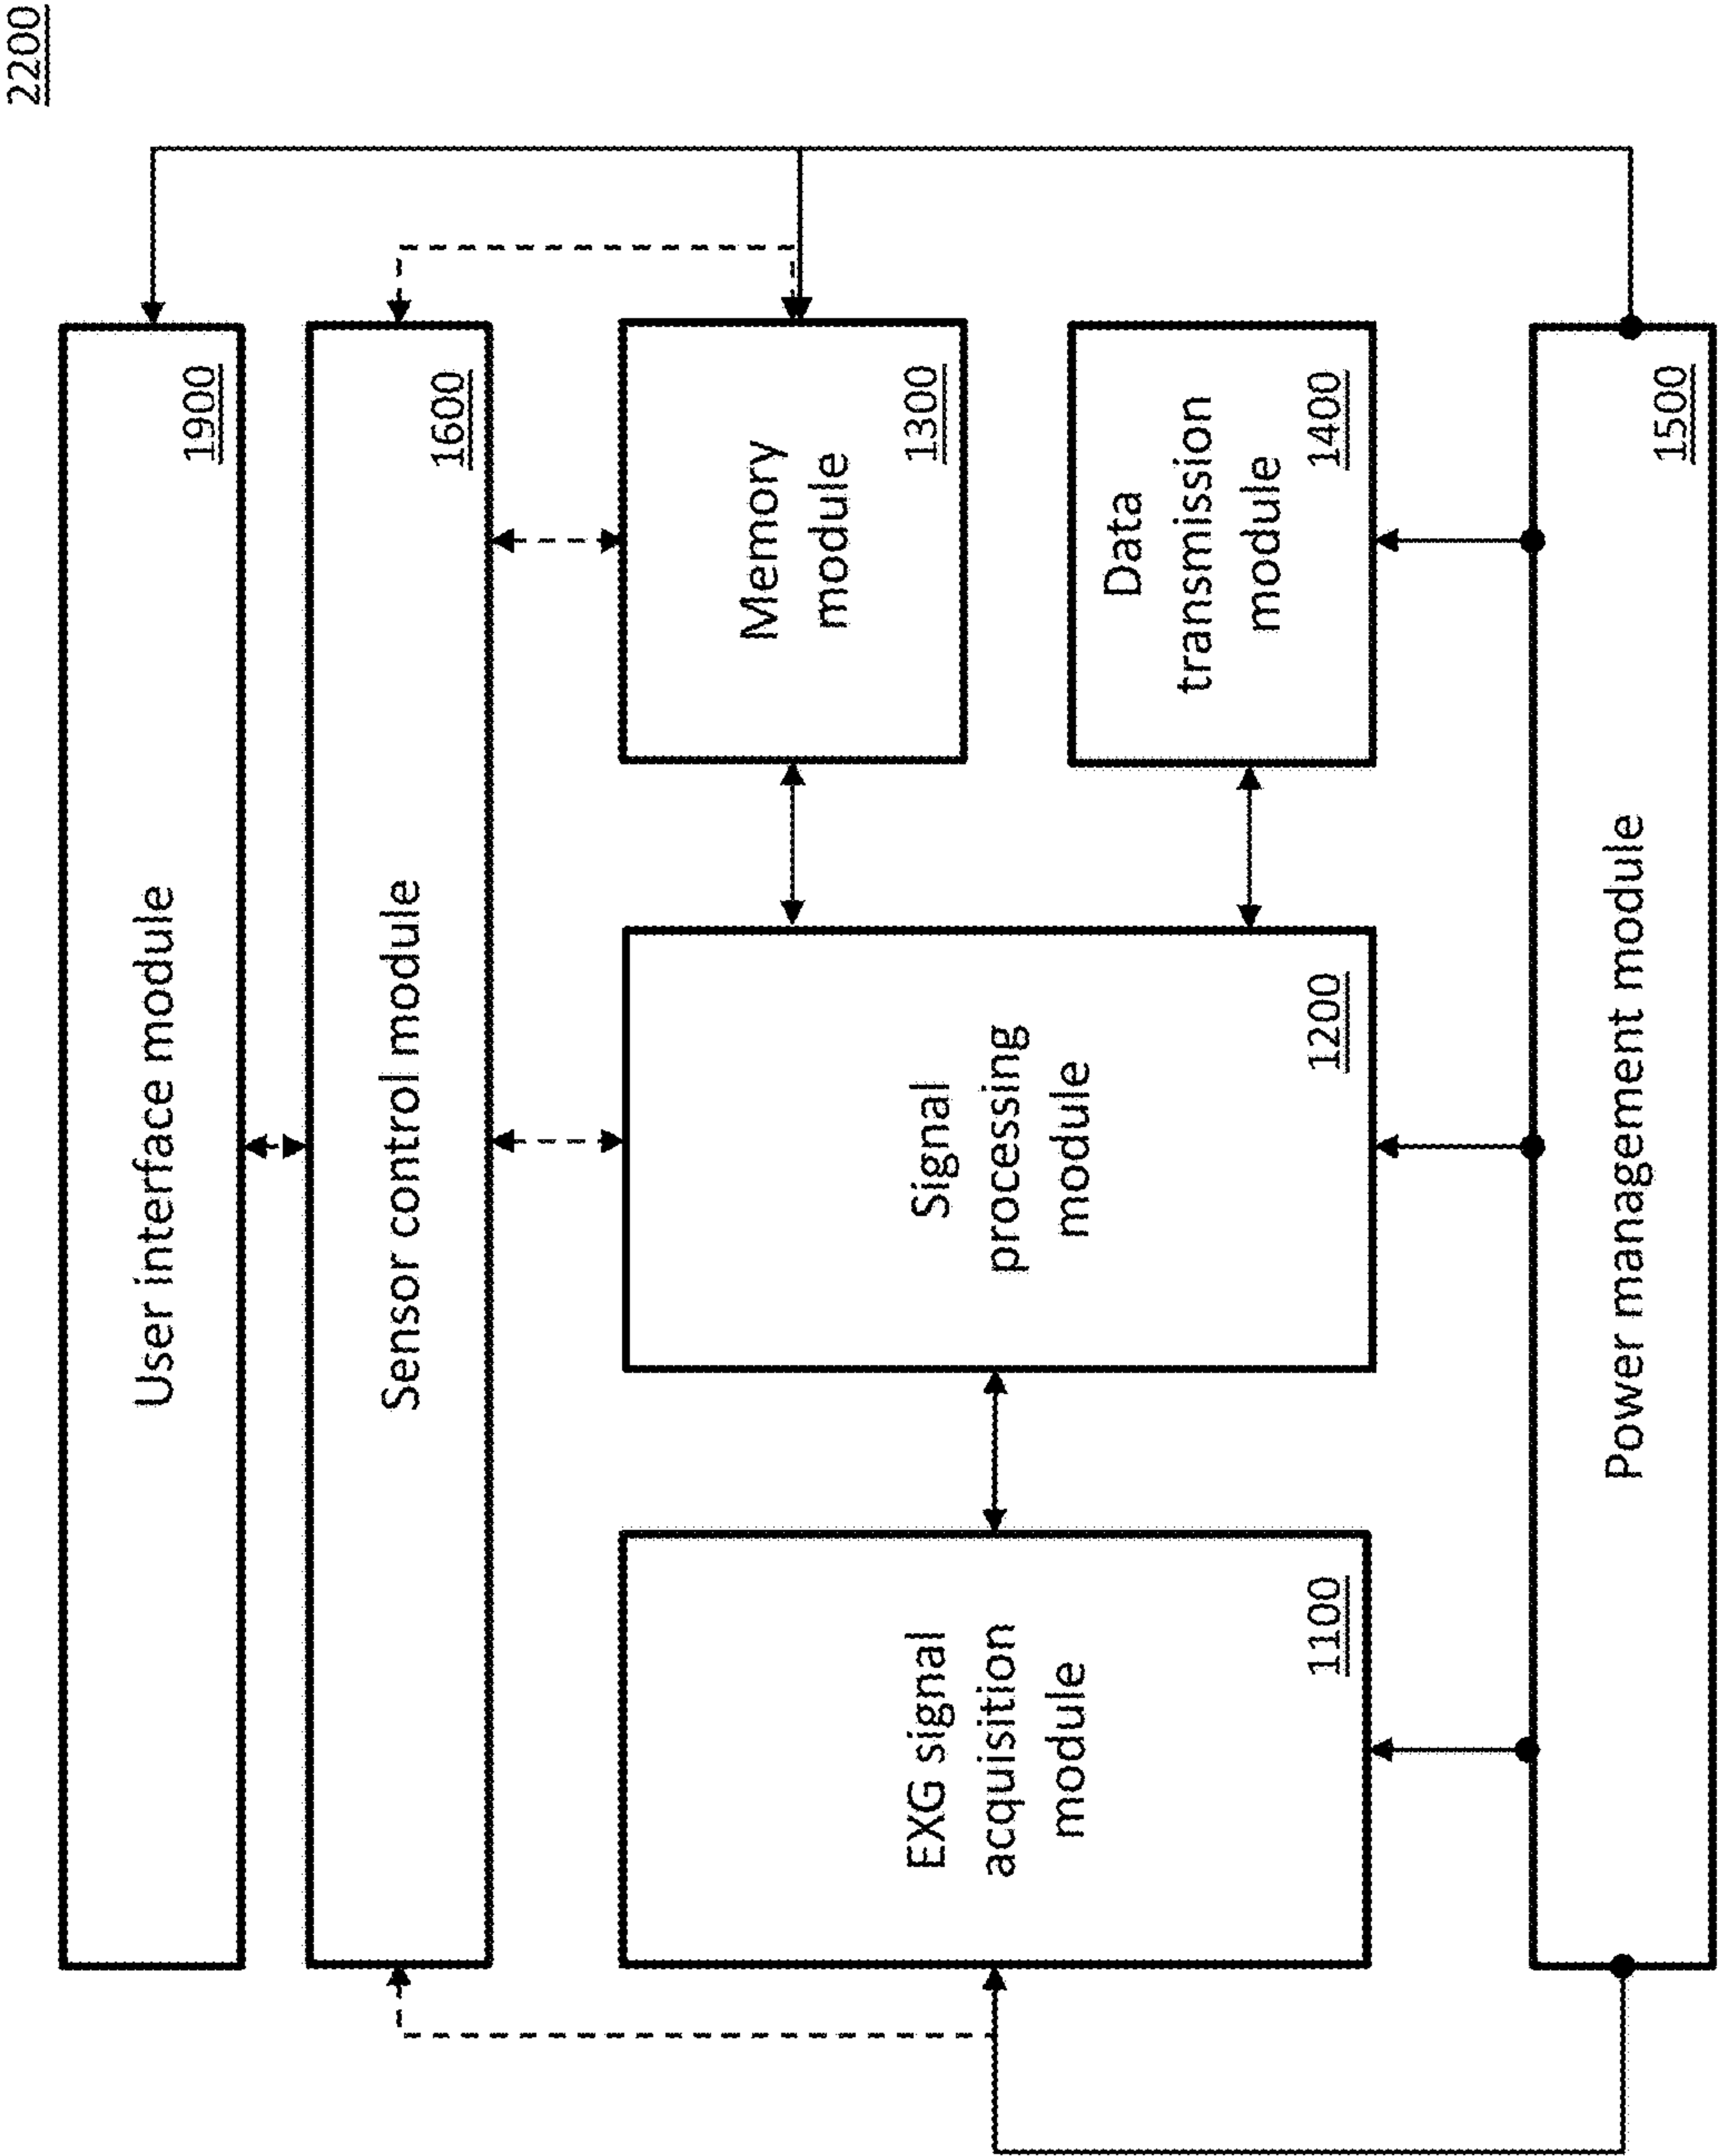 2200
User interface module
1900
Sensor control module
1600
EXG signal
acquisition
module
1100
Signal
processing
module
1200
Memory
module
1300
Data
transmission
module
1400
Power management module
1500